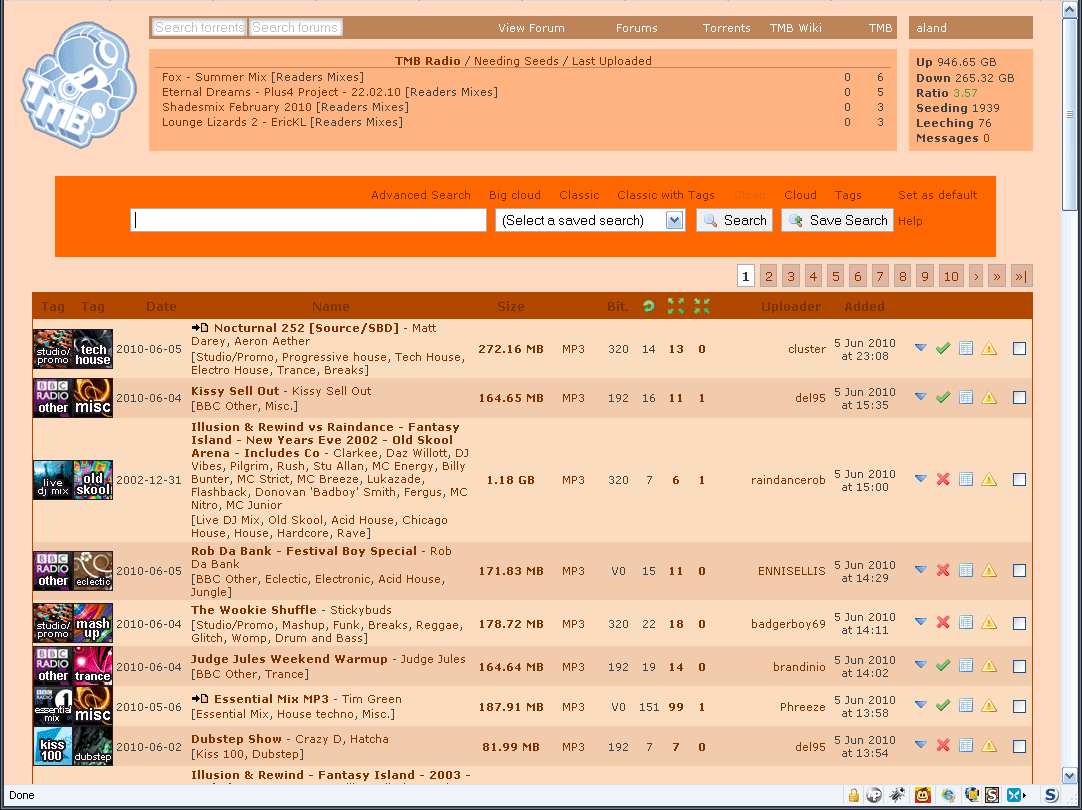 TMB
Search torrents Search forums View Forum Forums Torrents TMB Wiki TMB aland
TMB Radio / Needing Seeds / Last Uploaded
Fox - Summer Mix [Readers Mixes] 0 6
Eternal Dreams - Plus4 Project - 22.02.10 [Readers Mixes] 0 5
Shadesmix February 2010 [Readers Mixes] 0 3
Lounge Lizards 2 - EricKL [Readers Mixes] 0 3
Up 946.65 GB
Down 265.32 GB
Ratio 3.57
Seeding 1939
Leeching 76
Messages 0
Advanced Search Big cloud Classic Classic with Tags Clean Cloud Tags Set as default
(Select a saved search) Search Save Search Help
1 2 3 4 5 6 7 8 9 10 › » »|
Tag Tag Date Name Size Bit. Uploader Added
studio/ promo tech house 2010-06-05 Nocturnal 252 [Source/SBD] - Matt
Darey, Aeron Aether
[Studio/Promo, Progressive house, Tech House,
Electro House, Trance, Breaks]
272.16 MB MP3 320 14 13 0 cluster 5 Jun 2010
at 23:08
BBC RADIO other misc 2010-06-04 Kissy Sell Out - Kissy Sell Out
[BBC Other, Misc.]
164.65 MB MP3 192 16 11 1 del95 5 Jun 2010
at 15:35
live dj mix old skool 2002-12-31 Illusion & Rewind vs Raindance - Fantasy
Island - New Years Eve 2002 - Old Skool
Arena - Includes Co - Clarkee, Daz Willott, DJ
Vibes, Pilgrim, Rush, Stu Allan, MC Energy, Billy
Bunter, MC Strict, MC Breeze, Lukazade,
Flashback, Donovan 'Badboy' Smith, Fergus, MC
Nitro, MC Junior
[Live DJ Mix, Old Skool, Acid House, Chicago
House, House, Hardcore, Rave]
1.18 GB MP3 320 7 6 1 raindancerob 5 Jun 2010
at 15:00
BBC RADIO other eclectic 2010-06-05 Rob Da Bank - Festival Boy Special - Rob
Da Bank
[BBC Other, Eclectic, Electronic, Acid House,
Jungle]
171.83 MB MP3 V0 15 11 0 ENNISELLIS 5 Jun 2010
at 14:29
studio/ promo mash up 2010-06-04 The Wookie Shuffle - Stickybuds
[Studio/Promo, Mashup, Funk, Breaks, Reggae,
Glitch, Womp, Drum and Bass]
178.72 MB MP3 320 22 18 0 badgerboy69 5 Jun 2010
at 14:11
BBC RADIO other trance 2010-06-04 Judge Jules Weekend Warmup - Judge Jules
[BBC Other, Trance]
164.64 MB MP3 192 19 14 0 brandinio 5 Jun 2010
at 14:02
BBC RADIO 1 essential mix misc 2010-05-06 Essential Mix MP3 - Tim Green
[Essential Mix, House techno, Misc.]
187.91 MB MP3 V0 151 99 1 Phreeze 5 Jun 2010
at 13:58
kiss 100 dubstep 2010-06-02 Dubstep Show - Crazy D, Hatcha
[Kiss 100, Dubstep]
81.99 MB MP3 192 7 7 0 del95 5 Jun 2010
at 13:54
Illusion & Rewind - Fantasy Island - 2003 -
Done